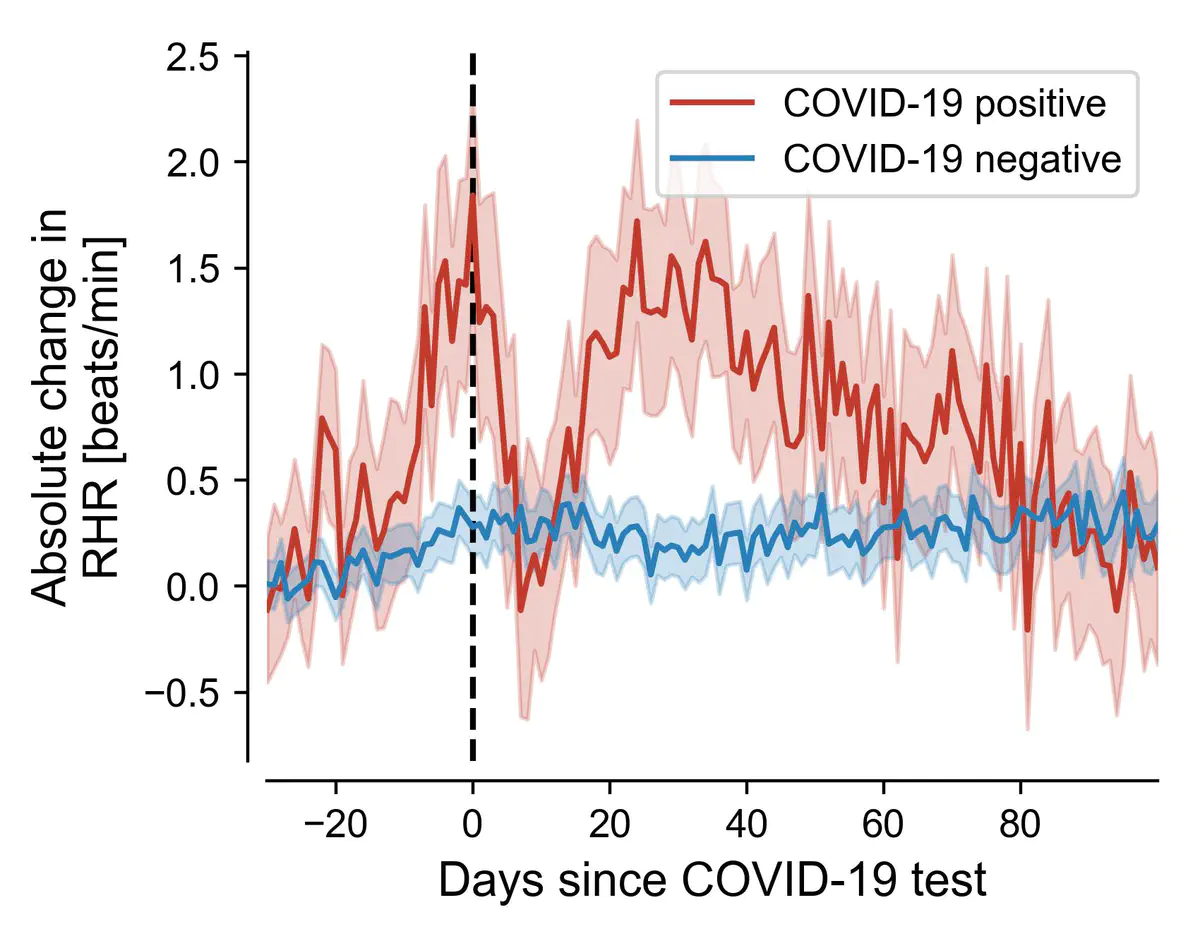 Absolute change in
RHR [beats/min]
2.5
2.0
1.5
1.0
0.5
0.0
−0.5
COVID-19 positive
COVID-19 negative
−20
0
20
40
60
80
Days since COVID-19 test